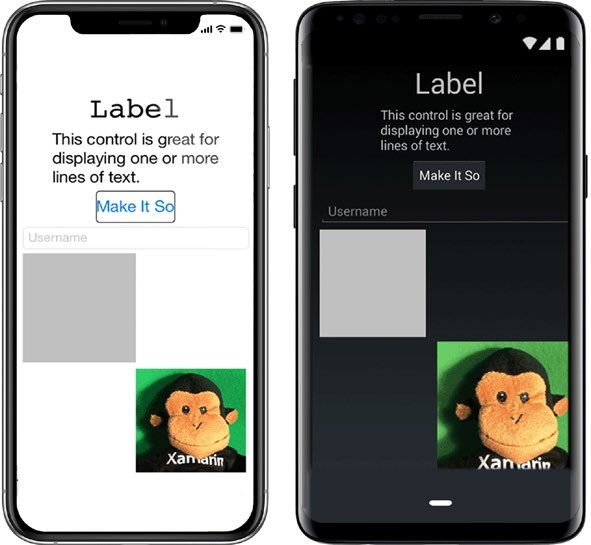 Label
This control is great for
displaying one or more
lines of text.
Make It So
Username
Xamarin
Label
This control is great for
displaying one or more
lines of text.
Make It So
Username
Xamarin